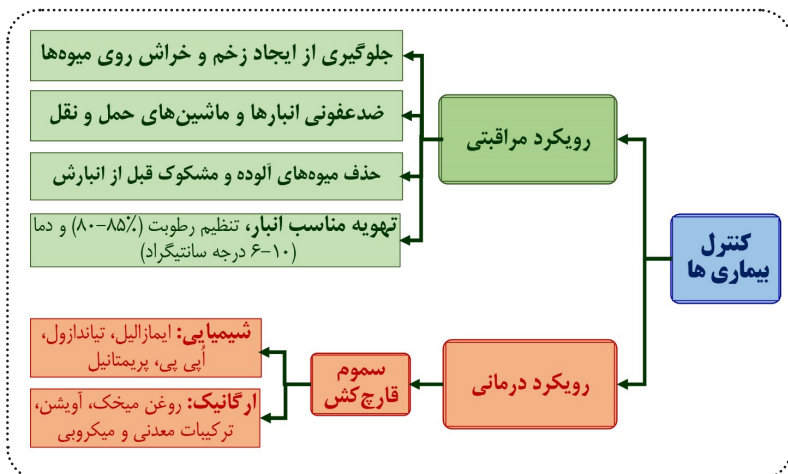 کنترل
بیماری ها
رویکرد مراقبتی
جلوگیری از ایجاد زخم و خراش روی میوه‌ها
ضدعفونی انبارها و ماشین‌های حمل و نقل
حذف میوه‌های آلوده و مشکوک قبل از انبارش
تهویه مناسب انبار، تنظیم رطوبت (۸۵%-۸۰) و دما
(۱۰-۶ درجه سانتیگراد)
رویکرد درمانی
سموم
قارچ‌کش
شیمیایی: ایمازالیل، تیاندازول،
اُپی پی، پریمتانیل
ارگانیک: روغن میخک، آویشن،
ترکیبات معدنی و میکروبی